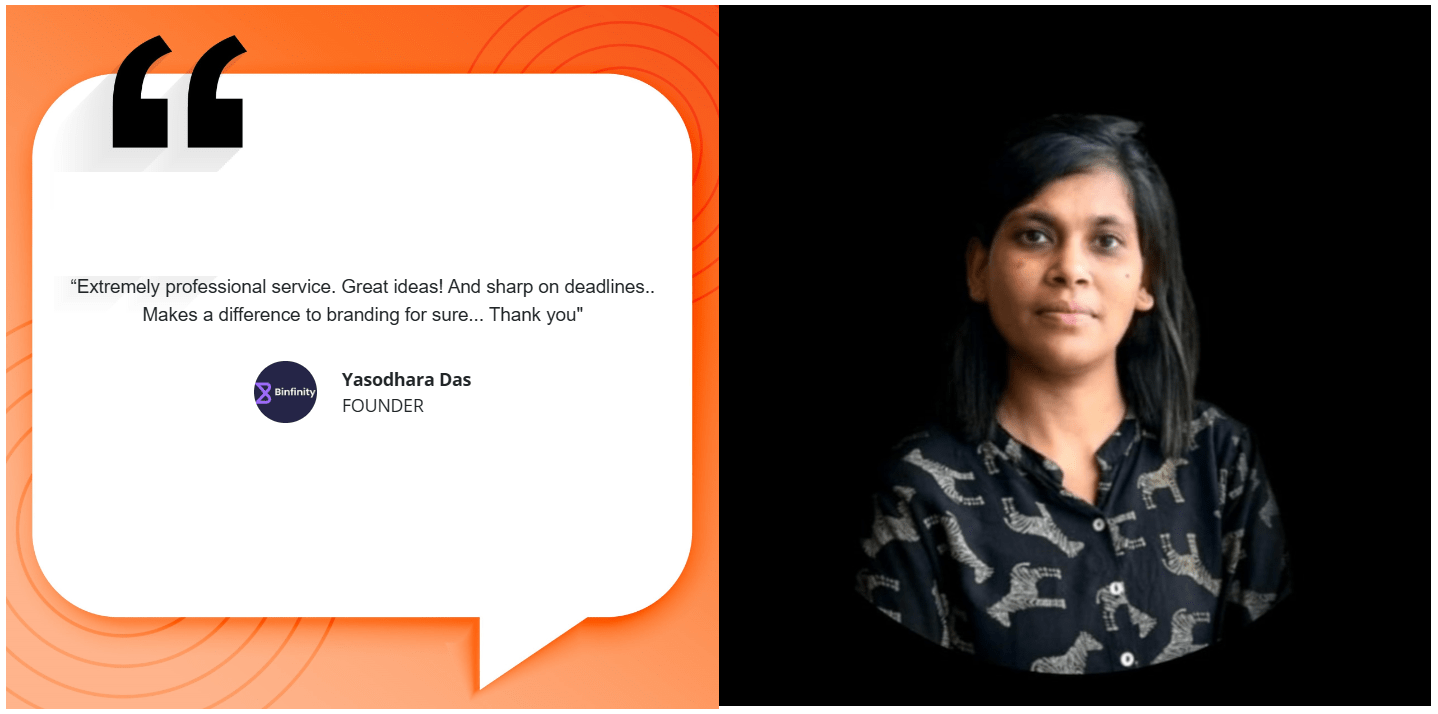 “Extremely professional service. Great ideas! And sharp on deadlines..
Makes a difference to branding for sure... Thank you"
Binfinity
Yasodhara Das
FOUNDER